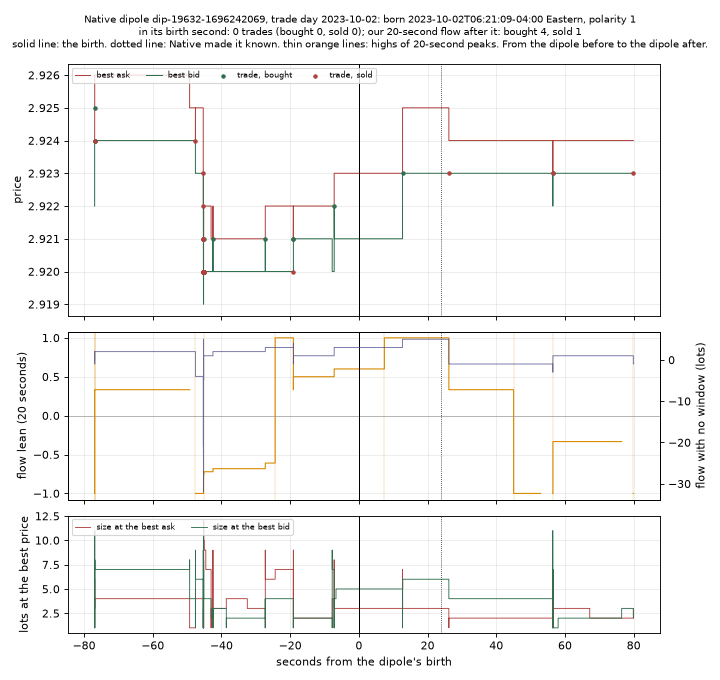 Native dipole dip-19632-1696242069, trade day 2023-10-02: born 2023-10-02T06:21:09-04:00 Eastern, polarity 1
in its birth second: 0 trades (bought 0, sold 0); our 20-second flow after it: bought 4, sold 1
solid line: the birth. dotted line: Native made it known. thin orange lines: highs of 20-second peaks. From the dipole before to the dipole after.
best ask best bid trade, bought trade, sold
2.926
2.925
2.924
2.923
2.922
2.921
2.920
2.919
price
1.0
0.5
0.0
−0.5
−1.0
flow lean (20 seconds)
0
−10
−20
−30
flow with no window (lots)
size at the best ask size at the best bid
12.5
10.0
7.5
5.0
2.5
lots at the best price
−80 −60 −40 −20 0 20 40 60 80
seconds from the dipole's birth